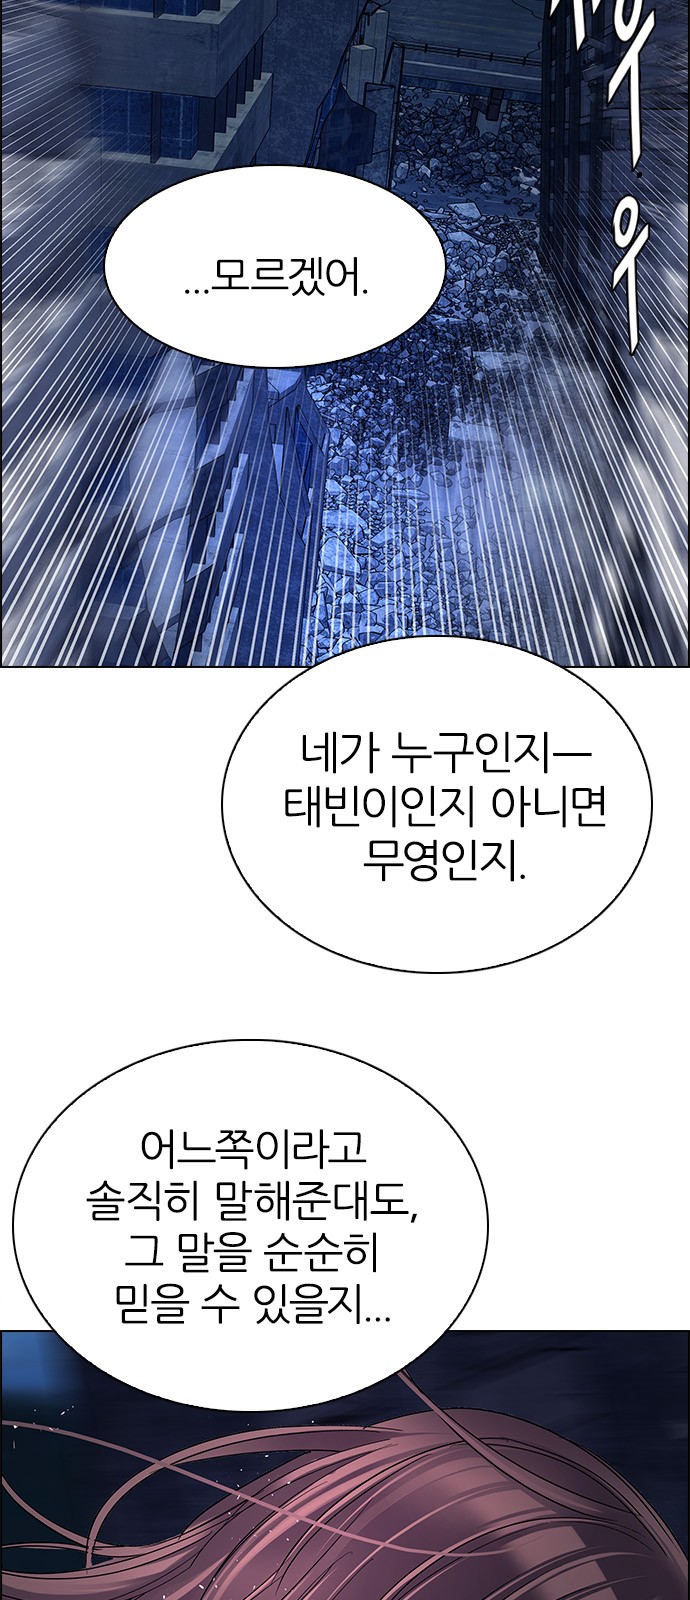 ...모르겠어.
네가 누구인지—
태빈이인지 아니면
무영인지.
어느쪽이라고
솔직히 말해준대도,
그 말을 순순히
믿을 수 있을지...